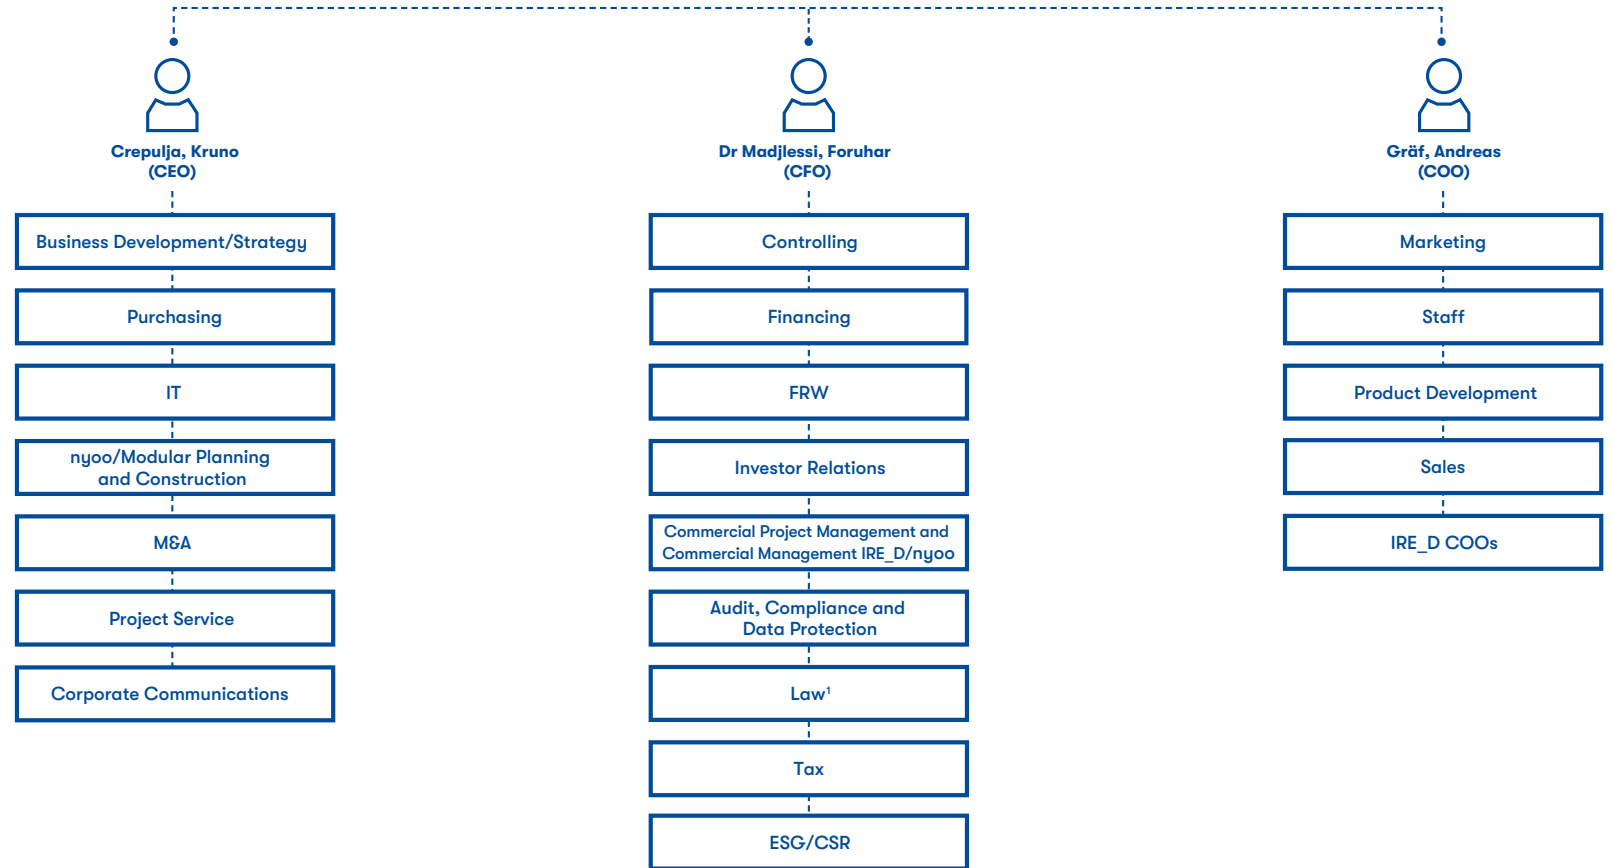 Crepulja, Kruno
(CEO)
Business Development/Strategy
Purchasing
IT
nyoo/Modular Planning
and Construction
M&A
Project Service
Corporate Communications
Dr Madjlessi, Foruhar
(CFO)
Controlling
Financing
FRW
Investor Relations
Commercial Project Management and
Commercial Management IRE_D/nyoo
Audit, Compliance and
Data Protection
Law¹
Tax
ESG/CSR
Gräf, Andreas
(COO)
Marketing
Staff
Product Development
Sales
IRE_D COOs